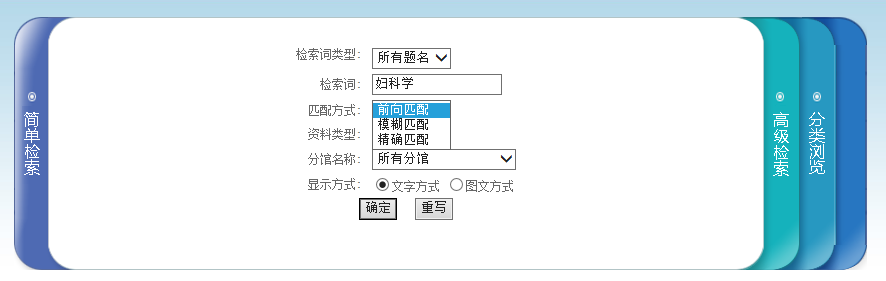 简单检索
检索词类型： 所有题名
检索词： 妇科学
匹配方式： 前向匹配
模糊匹配
资料类型： 精确匹配
分馆名称： 所有分馆
显示方式： 文字方式 图文方式
确定 重写
高级检索
分类浏览